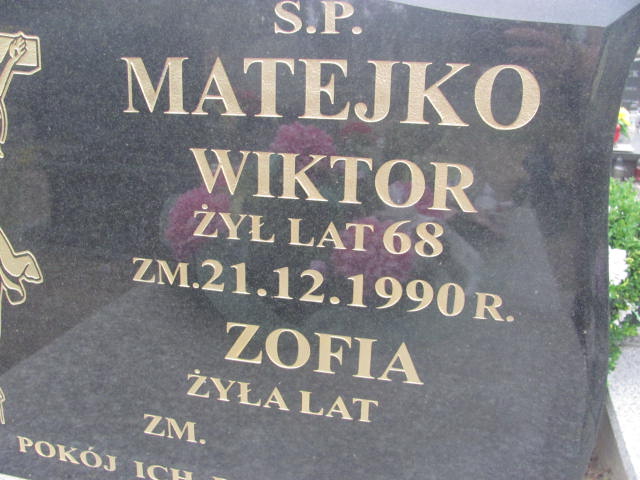 Ś.P.
MATEJKO
WIKTOR
ŻYŁ LAT 68
ZM.21.12.1990 R.
ZOFIA
ŻYŁA LAT
ZM.
POKÓJ ICH